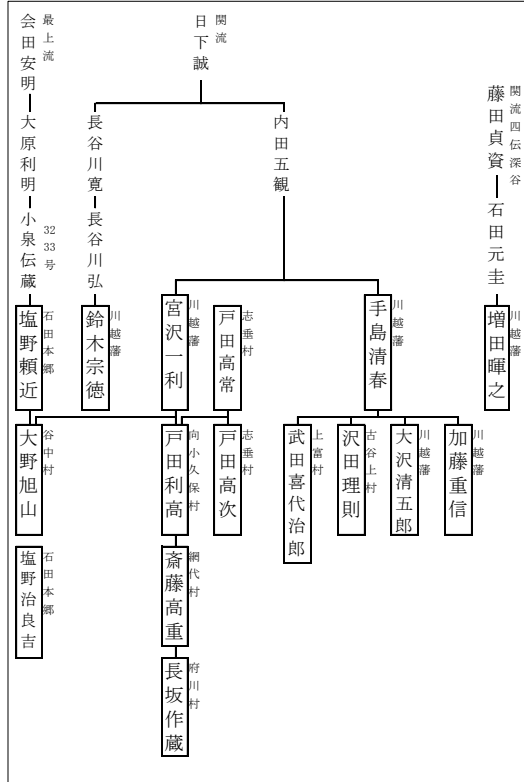 関流四伝深谷
藤田貞資
石田元圭
川越藩
増田暉之
関流
日下誠
内田五観
川越藩
手島清春
川越藩
加藤重信
川越藩
大沢清五郎
古谷上村
沢田理則
上富村
武田喜代治郎
志垂村
戸田高常
志垂村
戸田高次
川越藩
宮沢一利
向小久保村
戸田利高
網代村
斎藤高重
府川村
長坂作蔵
長谷川寛
長谷川弘
川越藩
鈴木宗徳
最上流
会田安明
大原利明
32
33
号
小泉伝蔵
石田本郷
塩野頼近
谷中村
大野旭山
石田本郷
塩野治良吉